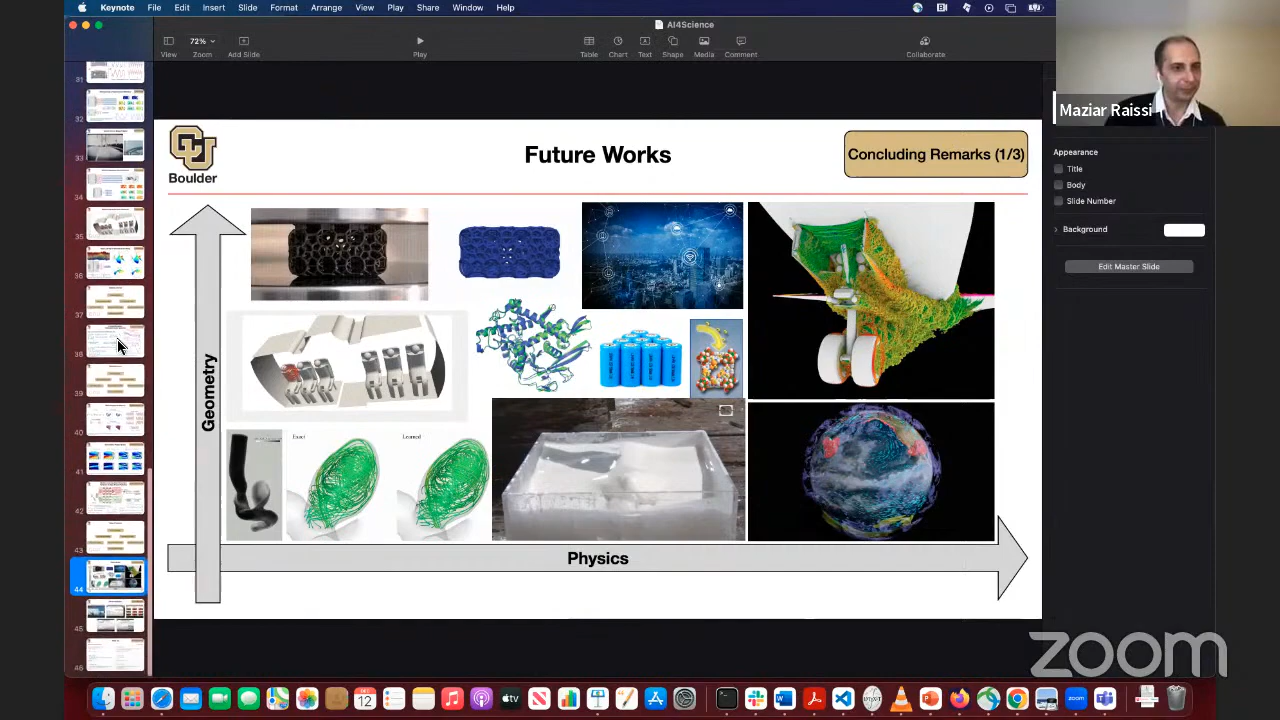 Keynote File Edit Insert Slide Format Arrange View Play Share Window Help
AI4Science
72%
View Zoom Add Slide Play Table Chart Text Shape Media Comment Collaborate
Maziar Raissi
Boulder
Future Works
Concluding Remarks (1/3)
Appearance
Title
Body
Slide Number
Background
Edit Master Slide
Geometry
Exact Learned
Physics
31
32
33
34
35
36
37
38
39
40
41
42
43
44
45
46
zoom
zoom